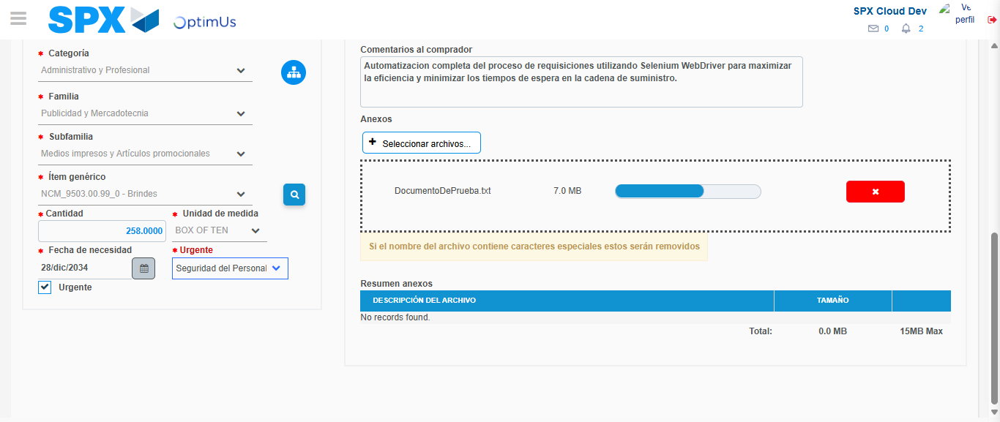 SPX
OptimUs
SPX Cloud Dev
0
2
perfil
* Categoría
Administrativo y Profesional
* Familia
Publicidad y Mercadotecnia
* Subfamilia
Medios impresos y Artículos promocionales
* Ítem genérico
NCM_9503.00.99_0 - Brindes
* Cantidad
* Unidad de medida
258.0000
BOX OF TEN
* Fecha de necesidad
* Urgente
28/dic/2034
Seguridad del Personal
Urgente
Comentarios al comprador
Automatizacion completa del proceso de requisiciones utilizando Selenium WebDriver para maximizar
la eficiencia y minimizar los tiempos de espera en la cadena de suministro.
Anexos
+ Seleccionar archivos...
DocumentoDePrueba.txt 7.0 MB
Si el nombre del archivo contiene caracteres especiales estos serán removidos
Resumen anexos
DESCRIPCIÓN DEL ARCHIVO TAMAÑO
No records found.
Total: 0.0 MB 15MB Max